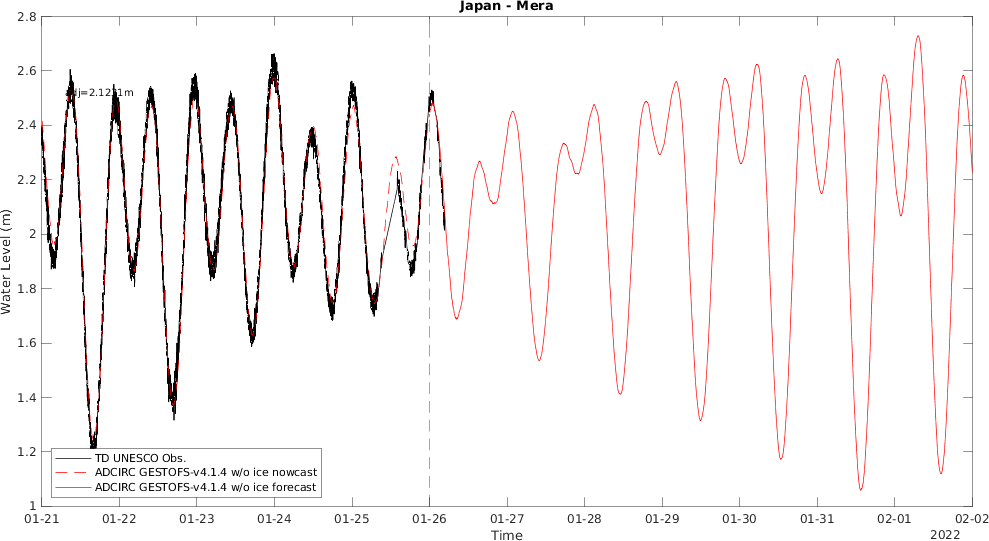 Japan - Mera
2.8
2.6
2.4
2.2
2
1.8
1.6
1.4
1.2
1
Water Level (m)
TD UNESCO Obs.
ADCIRC GESTOFS-v4.1.4 w/o ice nowcast
ADCIRC GESTOFS-v4.1.4 w/o ice forecast
01-21 01-22 01-23 01-24 01-25 01-26 01-27 01-28 01-29 01-30 01-31 02-01 02-02
Time
2022